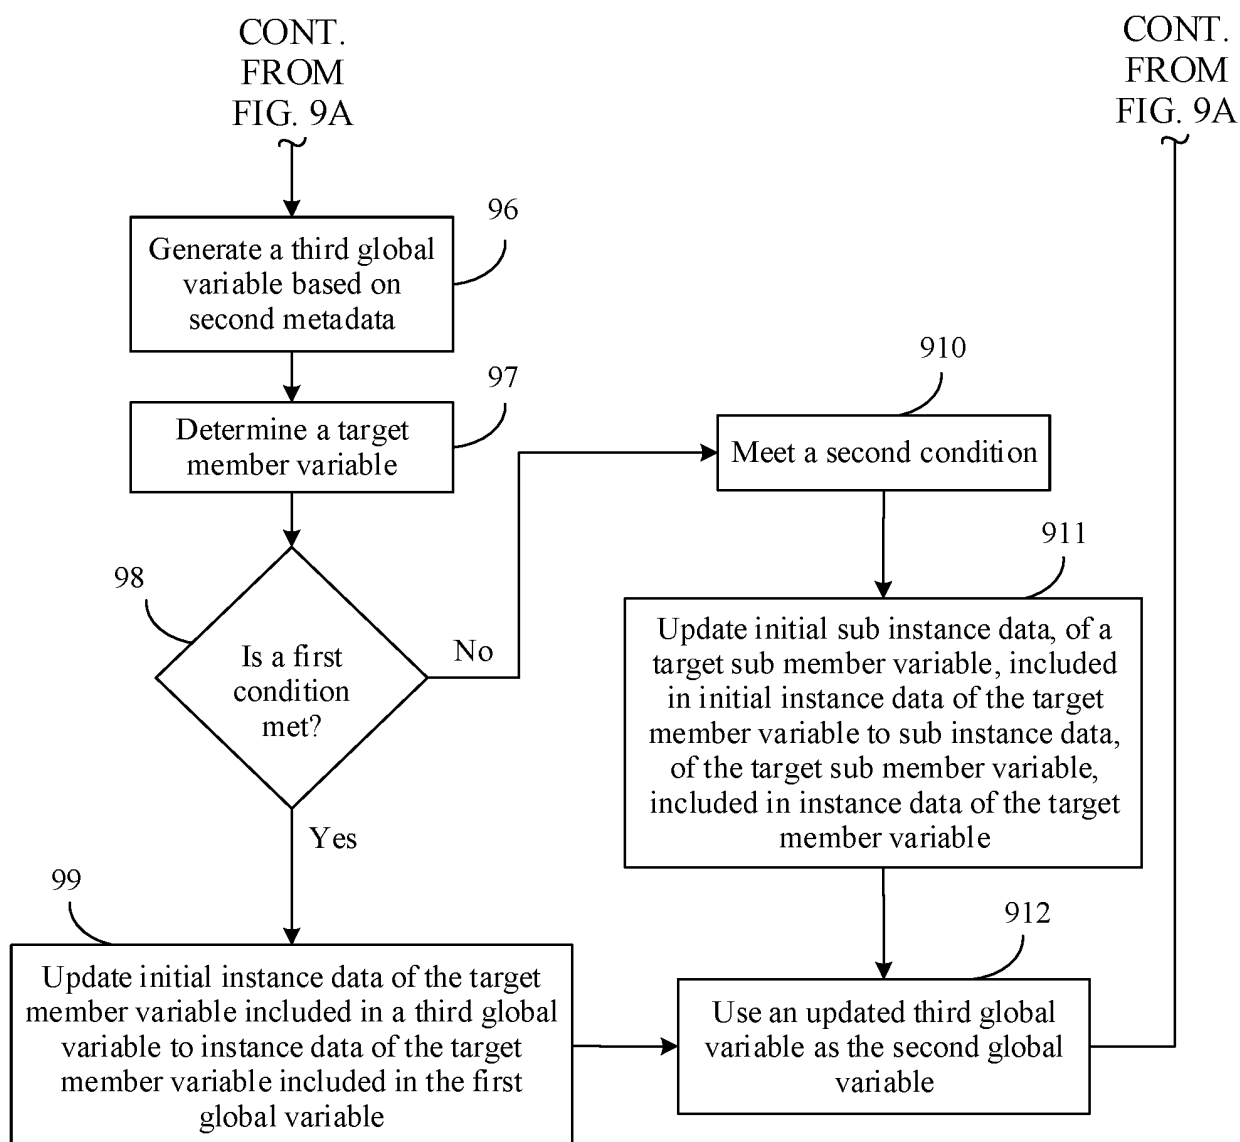 CONT.
FROM
FIG. 9A
CONT.
FROM
FIG. 9A
96
Generate a third global
variable based on
second metadata
97
Determine a target
member variable
98
Is a first
condition
met?
No
Yes
910
Meet a second condition
911
Update initial sub instance data, of a
target sub member variable, included
in initial instance data of the target
member variable to sub instance data,
of the target sub member variable,
included in instance data of the target
member variable
99
Update initial instance data of the target
member variable included in a third global
variable to instance data of the target
member variable included in the first
global variable
912
Use an updated third global
variable as the second global
variable